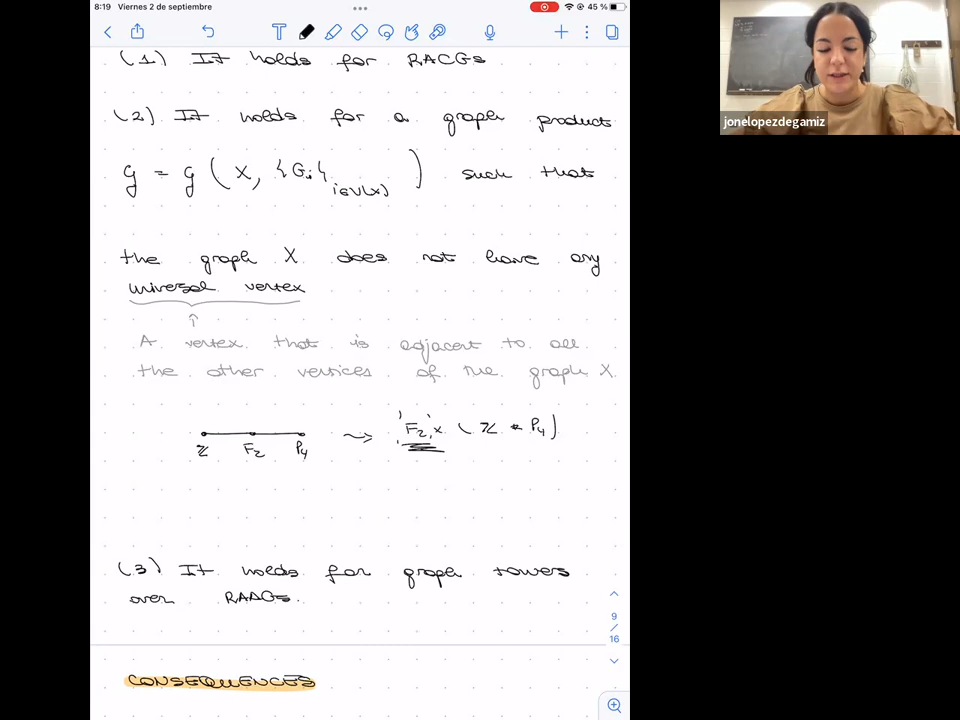 8:19 Viernes 2 de septiembre
45 %
(1) It holds for RACGs
(2) It holds for a graph product
G = G ( X, {Gi} i∈V(X) ) such that
the graph X does not have any
universal vertex
↑
A vertex that is adjacent to all
the other vertices of the graph X.
Z F2 P4 ⇝ F2 × ( Z * P4 )
(3) It holds for graph towers
over RAAGs.
CONSEQUENCES
9
/
16
jonelopezdegamiz